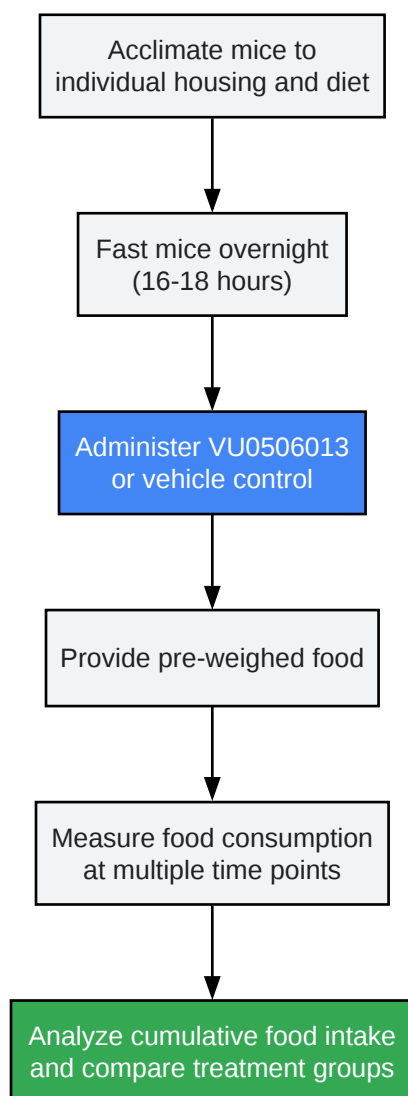 Acclimate mice to
individual housing and diet
Fast mice overnight
(16-18 hours)
Administer VU0506013
or vehicle control
Provide pre-weighed food
Measure food consumption
at multiple time points
Analyze cumulative food intake
and compare treatment groups